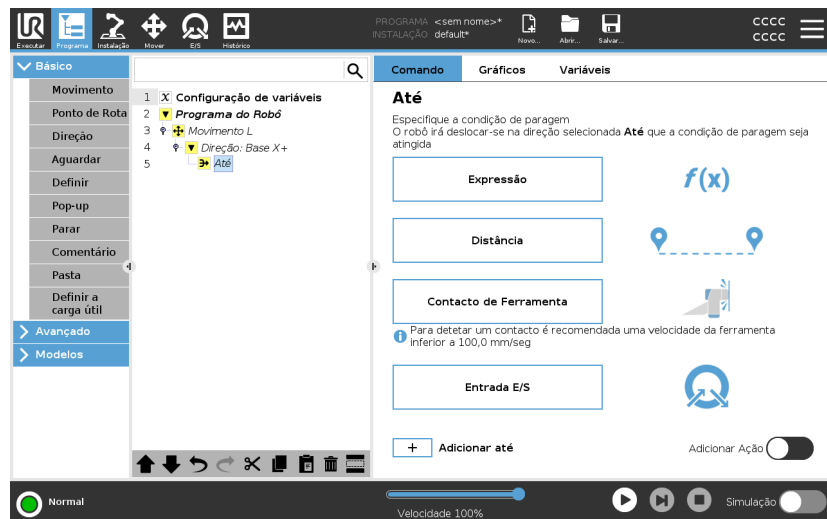 PROGRAMA <sem nome>*
INSTALAÇÃO default*
Executar Programa Instalação Mover E/S Histórico
Novo... Abrir... Salvar...
cccc
cccc
Básico
Movimento
Ponto de Rota
Direção
Aguardar
Definir
Pop-up
Parar
Comentário
Pasta
Definir a
carga útil
Avançado
Modelos
1 X Configuração de variáveis
2 Programa do Robô
3 Movimento L
4 Direção: Base X+
5 Até
Comando Gráficos Variáveis
Até
Especifique a condição de paragem
O robô irá deslocar-se na direção selecionada Até que a condição de paragem seja
atingida
Expressão
f(x)
Distância
Contacto de Ferramenta
Para detetar um contacto é recomendada uma velocidade da ferramenta
inferior a 100,0 mm/seg
Entrada E/S
+ Adicionar até
Adicionar Ação
Normal
Velocidade 100%
Simulação